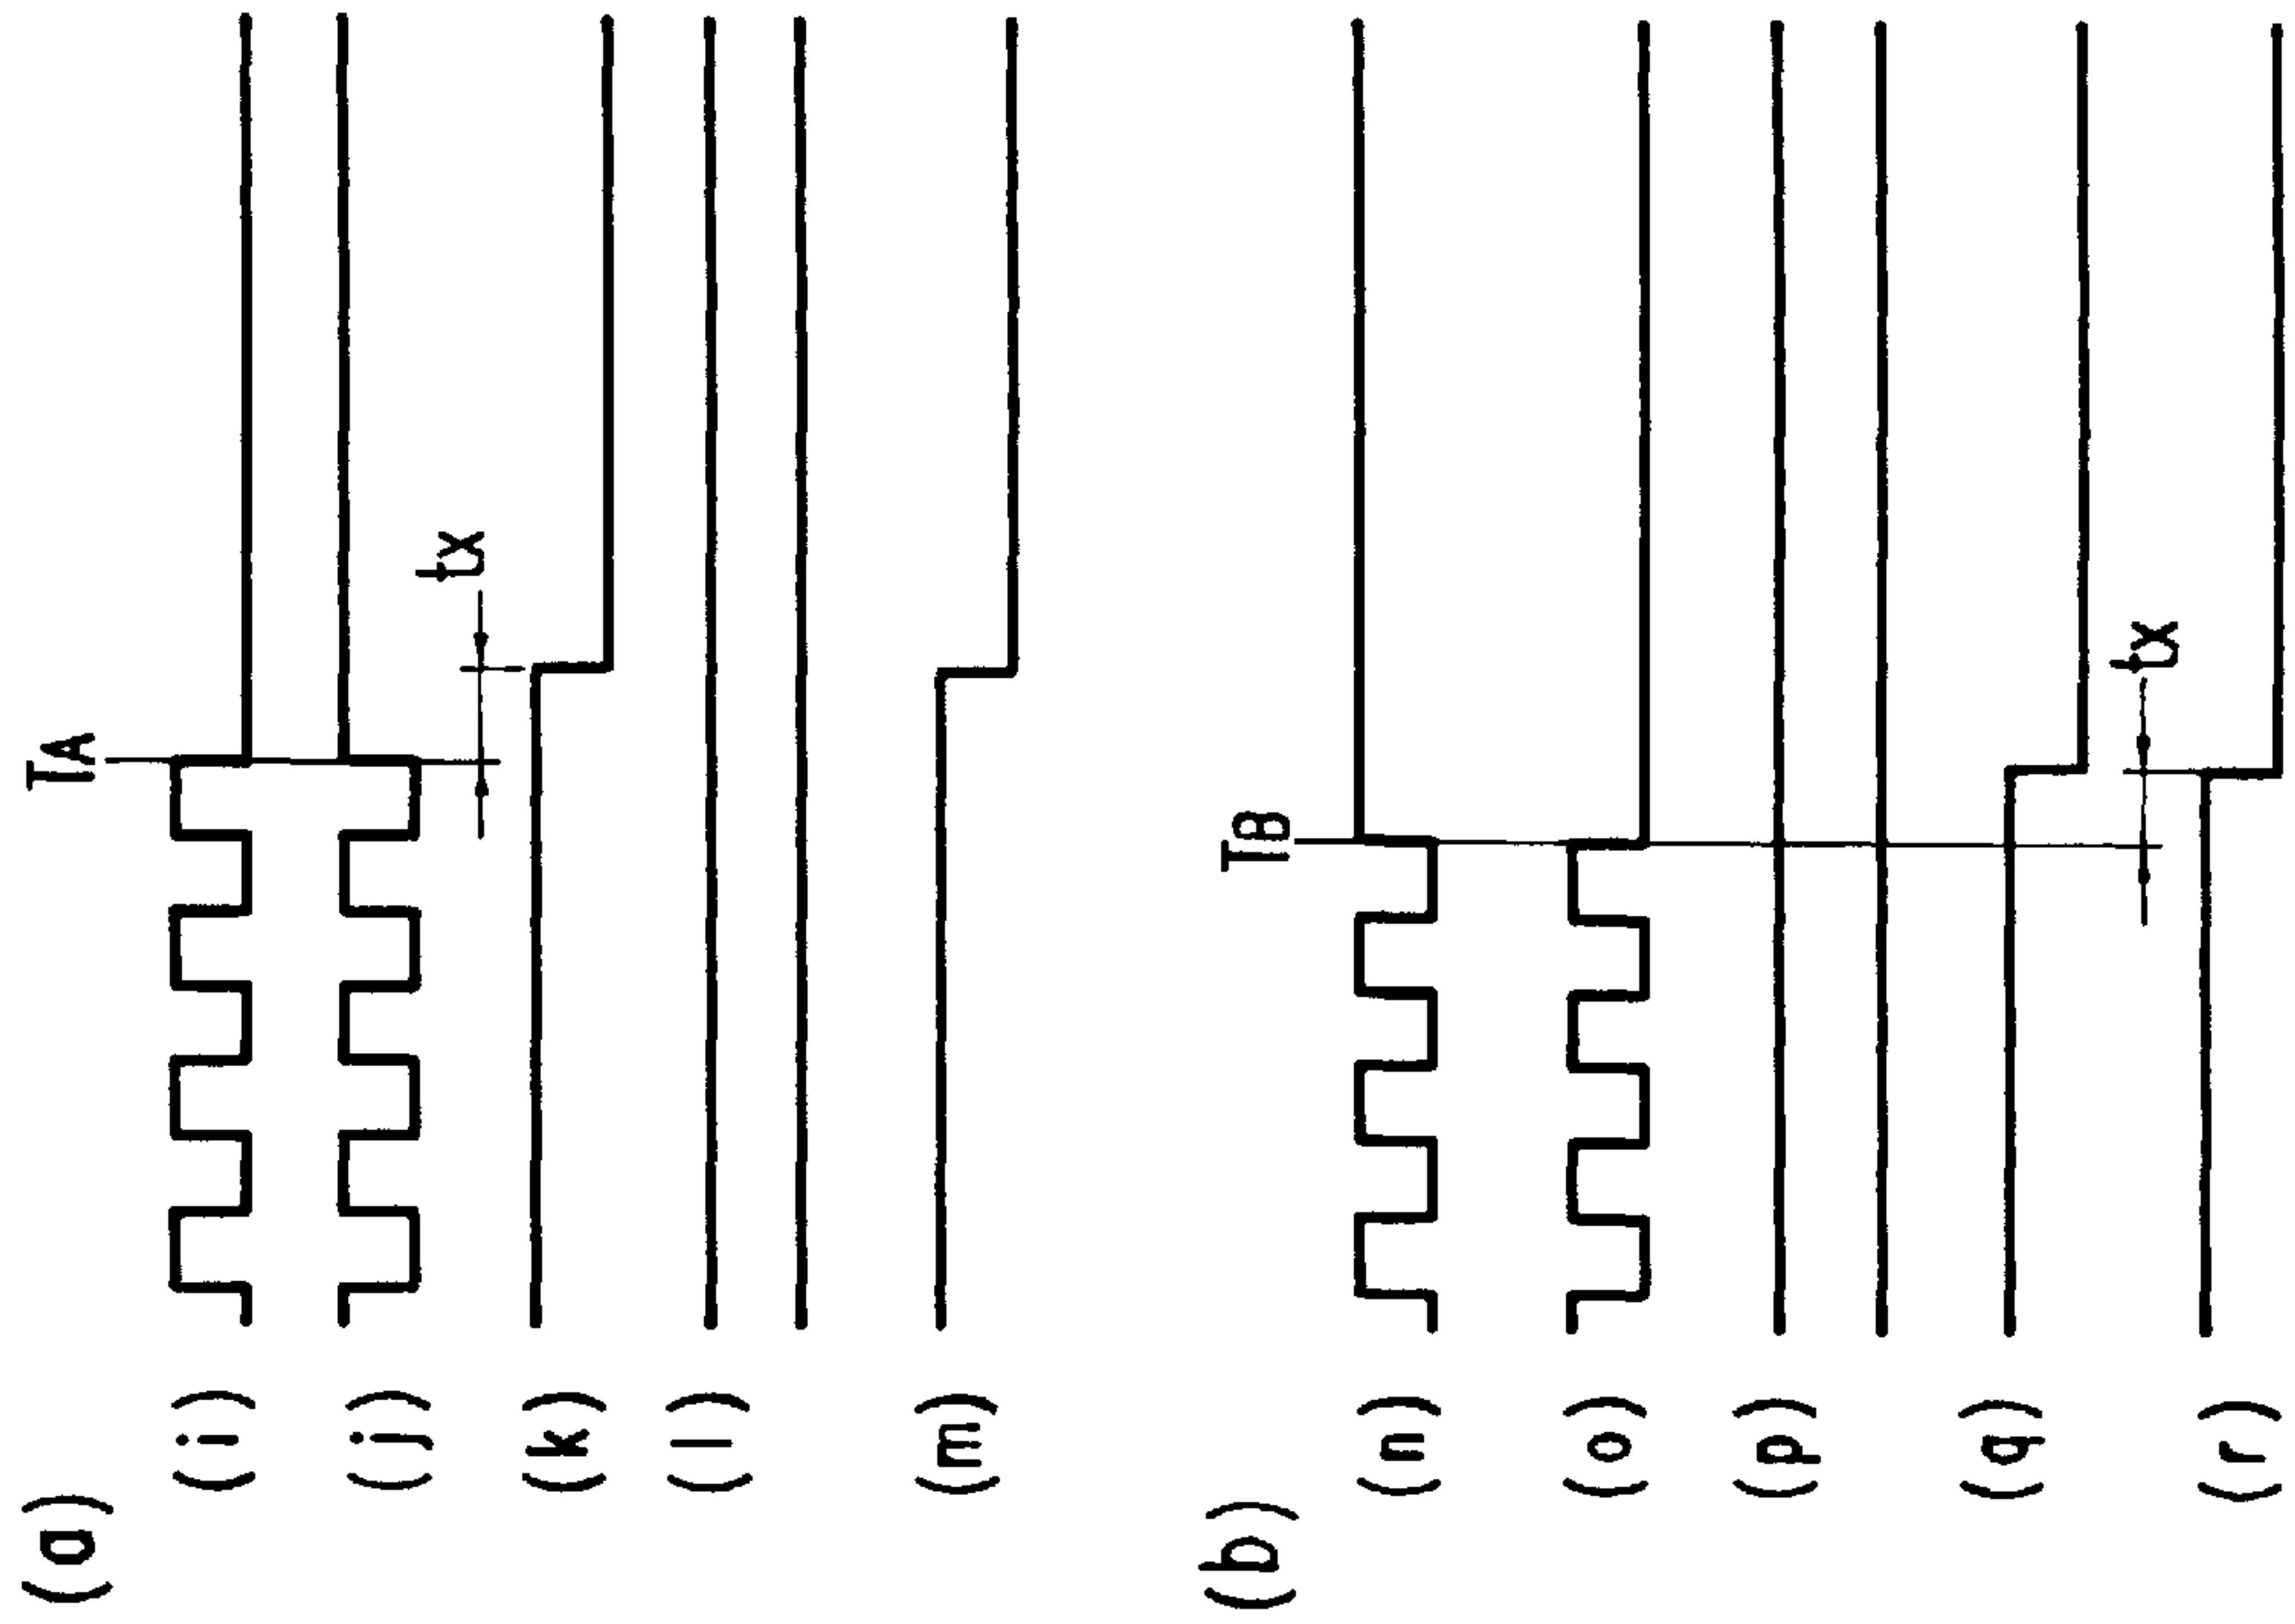 (a)
TA
(i)
(j)
tx
(k)
(l)
(m)
(b)
TB
(n)
(o)
(p)
(q)
tx
(r)